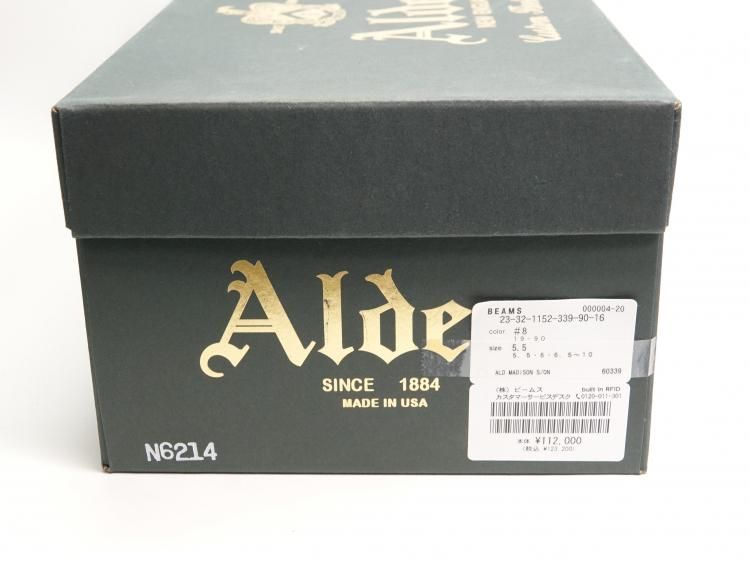 Alde
SINCE 1884
MADE IN USA
N6214
BEAMS 000004-20
23-32-1152-339-90-16
color #8
19-90
size 5.5
5.5-6-6.5~10
ALD MADISON S/ON 60339
(株) ビームス built in RFID
カスタマーサービスデスク 0120-011-301
本体 ¥112,000
(税込 ¥123,200)